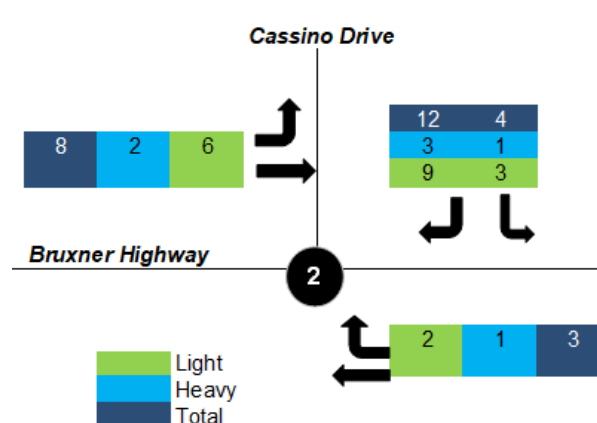 Cassino Drive
12 4
8 2 6 3 1
9 3
Bruxner Highway
2
2 1 3
Light
Heavy
Total